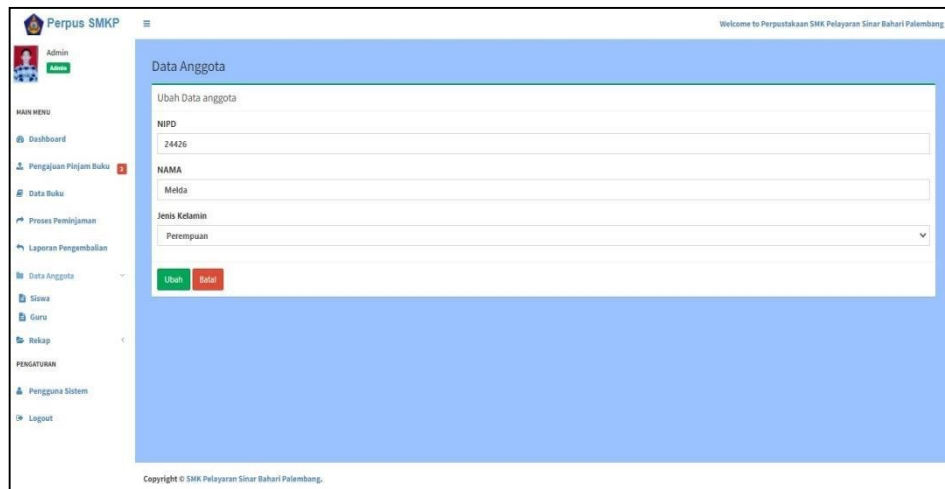 Perpus SMKP
Welcome to Perpustakaan SMK Pelayaran Sinar Bahari Palembang
Admin
Admin
MAIN MENU
Dashboard
Pengajuan Pinjam Buku 2
Data Buku
Proses Peminjaman
Laporan Pengembalian
Data Anggota
Siswa
Guru
Rekap
PENGATURAN
Pengguna Sistem
Logout
Data Anggota
Ubah Data anggota
NIPD
24426
NAMA
Melda
Jenis Kelamin
Perempuan
Ubah Batal
Copyright © SMK Pelayaran Sinar Bahari Palembang.